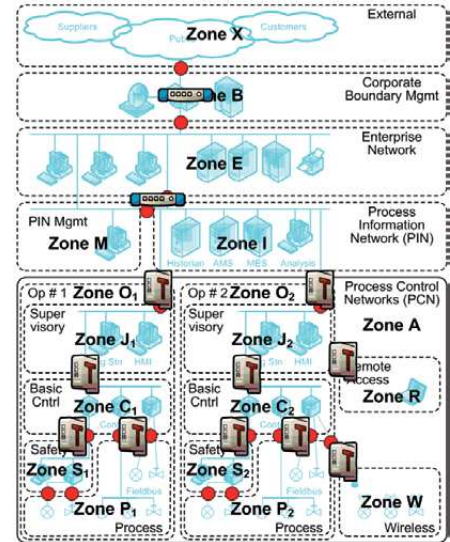 External
Suppliers
Customers
Zone X
Corporate
Boundary Mgmt
Enterprise
Network
Zone E
PIN Mgmt
Zone M
Zone I
Process
Information
Network (PIN)
Historian AMS MES Analysis
Op # 1 Zone O1
Op # 2 Zone O2
Process Control
Networks (PCN)
Super
visory
Zone J1
HMI
Super
visory
Zone J2
HMI
Zone A
Access
Zone R
Basic
Cntrl
Zone C1
Basic
Cntrl
Zone C2
Safety
Zone S1
Fieldbus
Safety
Zone S2
Fieldbus
Zone P1
Process
Zone P2
Process
Zone W
Wireless